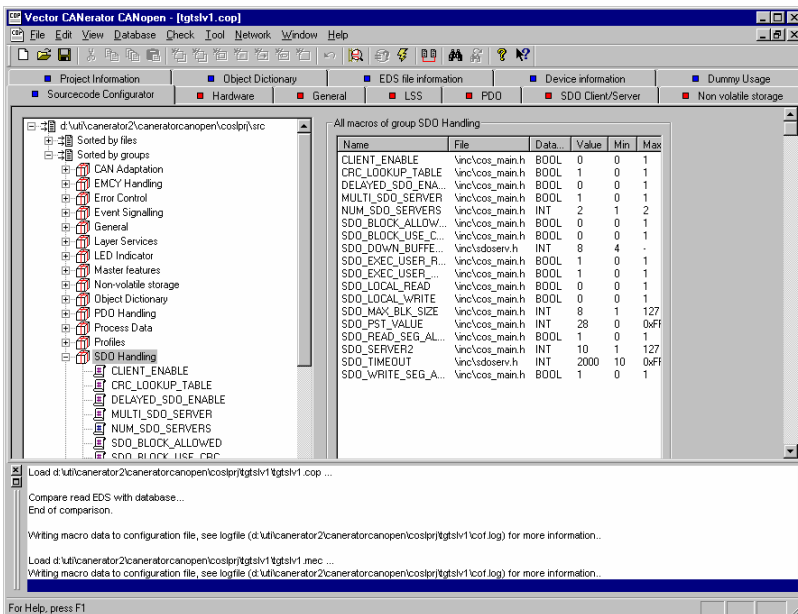 Vector CANerator CANopen - [tgtslv1.cop]
File Edit View Database Check Tool Network Window Help
Project Information Object Dictionary EDS file information Device information Dummy Usage
Sourcecode Configurator Hardware General LSS PDO SDO Client/Server Non volatile storage
d:\uti\canerator2\caneratorcanopen\coslprj\src
Sorted by files
Sorted by groups
CAN Adaptation
EMCY Handling
Error Control
Event Signalling
General
Layer Services
LED Indicator
Master features
Non-volatile storage
Object Dictionary
PDO Handling
Process Data
Profiles
SDO Handling
CLIENT_ENABLE
CRC_LOOKUP_TABLE
DELAYED_SDO_ENABLE
MULTI_SDO_SERVER
NUM_SDO_SERVERS
SDO_BLOCK_ALLOWED
SDO_BLOCK_USE_CRC
All macros of group SDO Handling
Name File Data... Value Min Max
CLIENT_ENABLE \inc\cos_main.h BOOL 0 0 1
CRC_LOOKUP_TABLE \inc\cos_main.h BOOL 1 0 1
DELAYED_SDO_ENA... \inc\cos_main.h BOOL 0 0 1
MULTI_SDO_SERVER \inc\cos_main.h BOOL 1 0 1
NUM_SDO_SERVERS \inc\cos_main.h INT 2 1 2
SDO_BLOCK_ALLOW... \inc\cos_main.h BOOL 0 0 1
SDO_BLOCK_USE_C... \inc\cos_main.h BOOL 0 0 1
SDO_DOWN_BUFFE... \inc\sdoserv.h INT 8 4 -
SDO_EXEC_USER_R... \inc\cos_main.h BOOL 1 0 1
SDO_EXEC_USER_... \inc\cos_main.h BOOL 1 0 1
SDO_LOCAL_READ \inc\cos_main.h BOOL 0 0 1
SDO_LOCAL_WRITE \inc\cos_main.h BOOL 0 0 1
SDO_MAX_BLK_SIZE \inc\cos_main.h INT 8 1 127
SDO_PST_VALUE \inc\cos_main.h INT 28 0 0xFF
SDO_READ_SEG_AL... \inc\cos_main.h BOOL 1 0 1
SDO_SERVER2 \inc\cos_main.h INT 10 1 127
SDO_TIMEOUT \inc\sdoserv.h INT 2000 10 0xFF
SDO_WRITE_SEG_A... \inc\cos_main.h BOOL 1 0 1
Load d:\uti\canerator2\caneratorcanopen\coslprj\tgtslv1\tgtslv1.cop ...
Compare read EDS with database...
End of comparison.
Writing macro data to configuration file, see logfile (d:\uti\canerator2\caneratorcanopen\coslprj\tgtslv1\cof.log) for more information..
Load d:\uti\canerator2\caneratorcanopen\coslprj\tgtslv1\tgtslv1.mec ...
Writing macro data to configuration file, see logfile (d:\uti\canerator2\caneratorcanopen\coslprj\tgtslv1\cof.log) for more information..
For Help, press F1